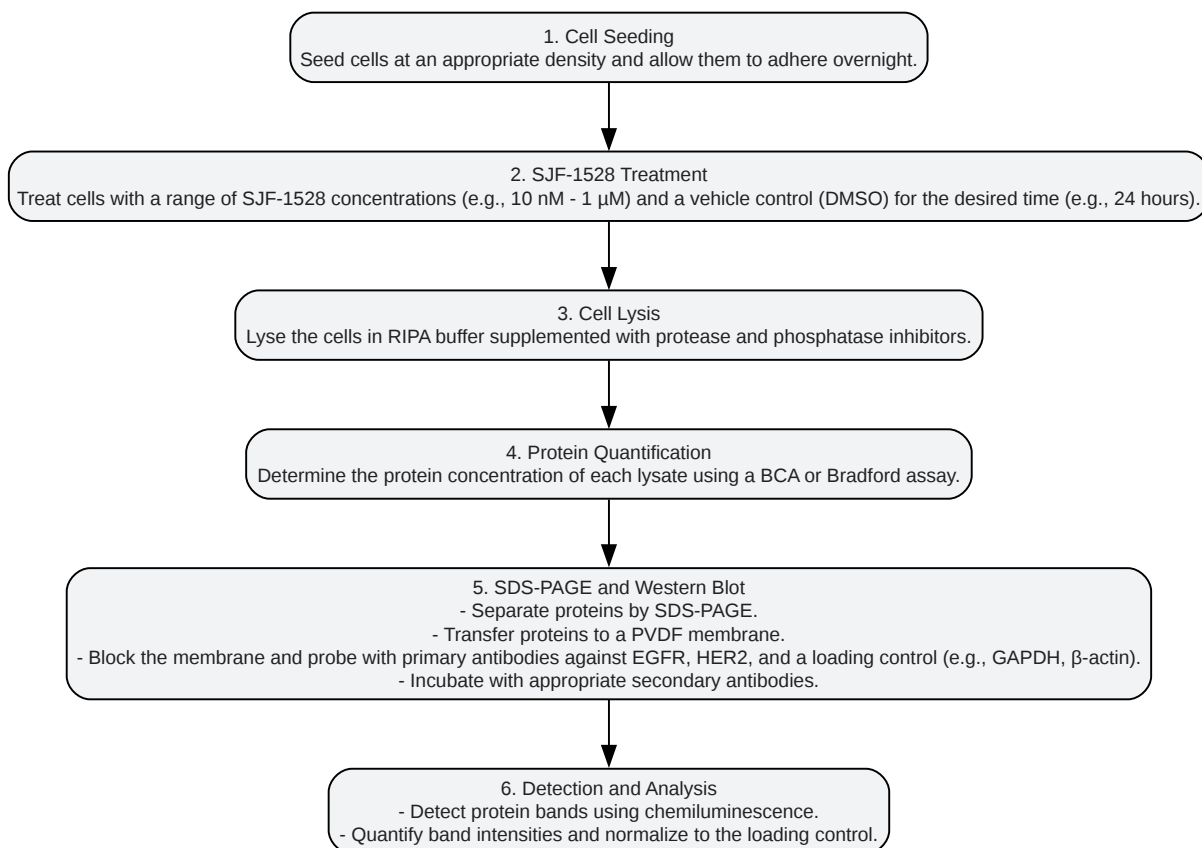 1. Cell Seeding
Seed cells at an appropriate density and allow them to adhere overnight.
2. SJF-1528 Treatment
Treat cells with a range of SJF-1528 concentrations (e.g., 10 nM - 1 µM) and a vehicle control (DMSO) for the desired time (e.g., 24 hours).
3. Cell Lysis
Lyse the cells in RIPA buffer supplemented with protease and phosphatase inhibitors.
4. Protein Quantification
Determine the protein concentration of each lysate using a BCA or Bradford assay.
5. SDS-PAGE and Western Blot
- Separate proteins by SDS-PAGE.
- Transfer proteins to a PVDF membrane.
- Block the membrane and probe with primary antibodies against EGFR, HER2, and a loading control (e.g., GAPDH, β-actin).
- Incubate with appropriate secondary antibodies.
6. Detection and Analysis
- Detect protein bands using chemiluminescence.
- Quantify band intensities and normalize to the loading control.